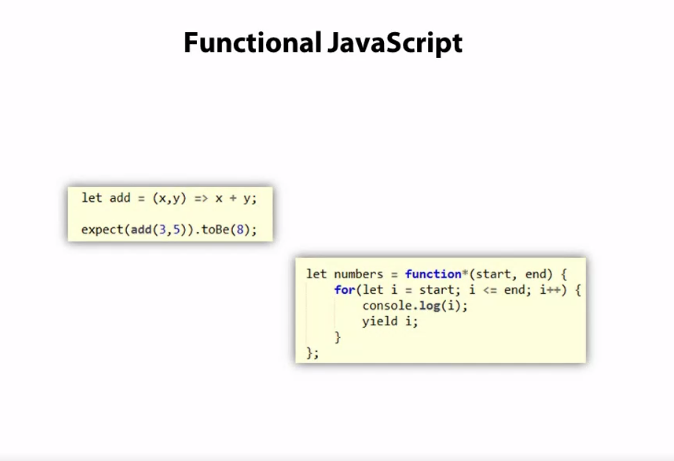 Functional JavaScript
let add = (x,y) => x + y;
expect(add(3,5)).toBe(8);
let numbers = function*(start, end) {
for(let i = start; i <= end; i++) {
console.log(i);
yield i;
}
};